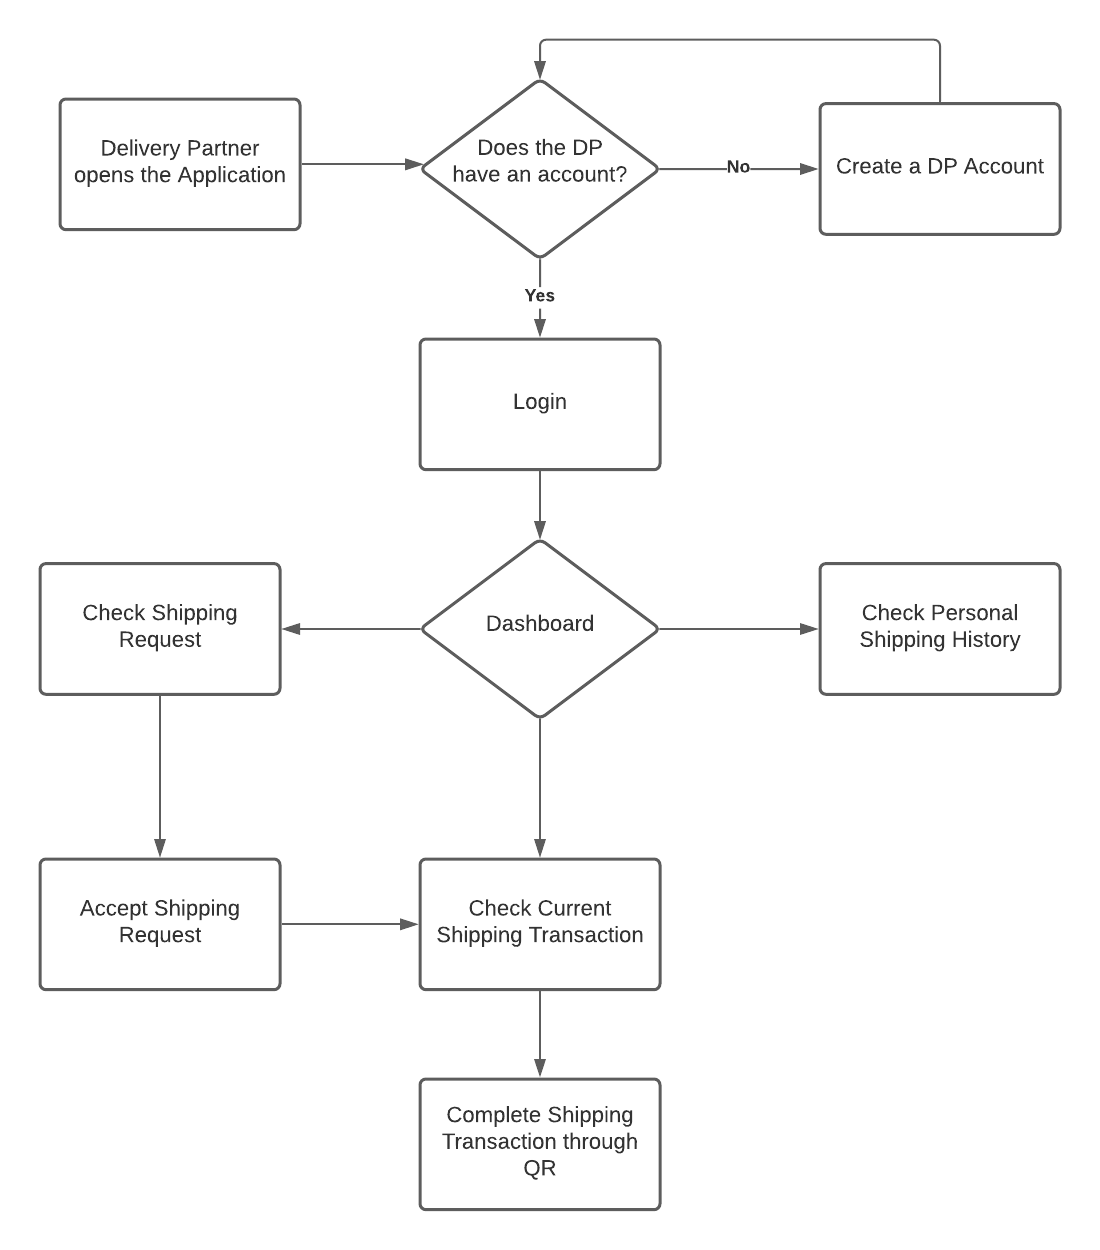 Delivery Partner
opens the Application
Does the DP
have an account?
No
Create a DP Account
Yes
Login
Check Shipping
Request
Dashboard
Check Personal
Shipping History
Accept Shipping
Request
Check Current
Shipping Transaction
Complete Shipping
Transaction through
QR